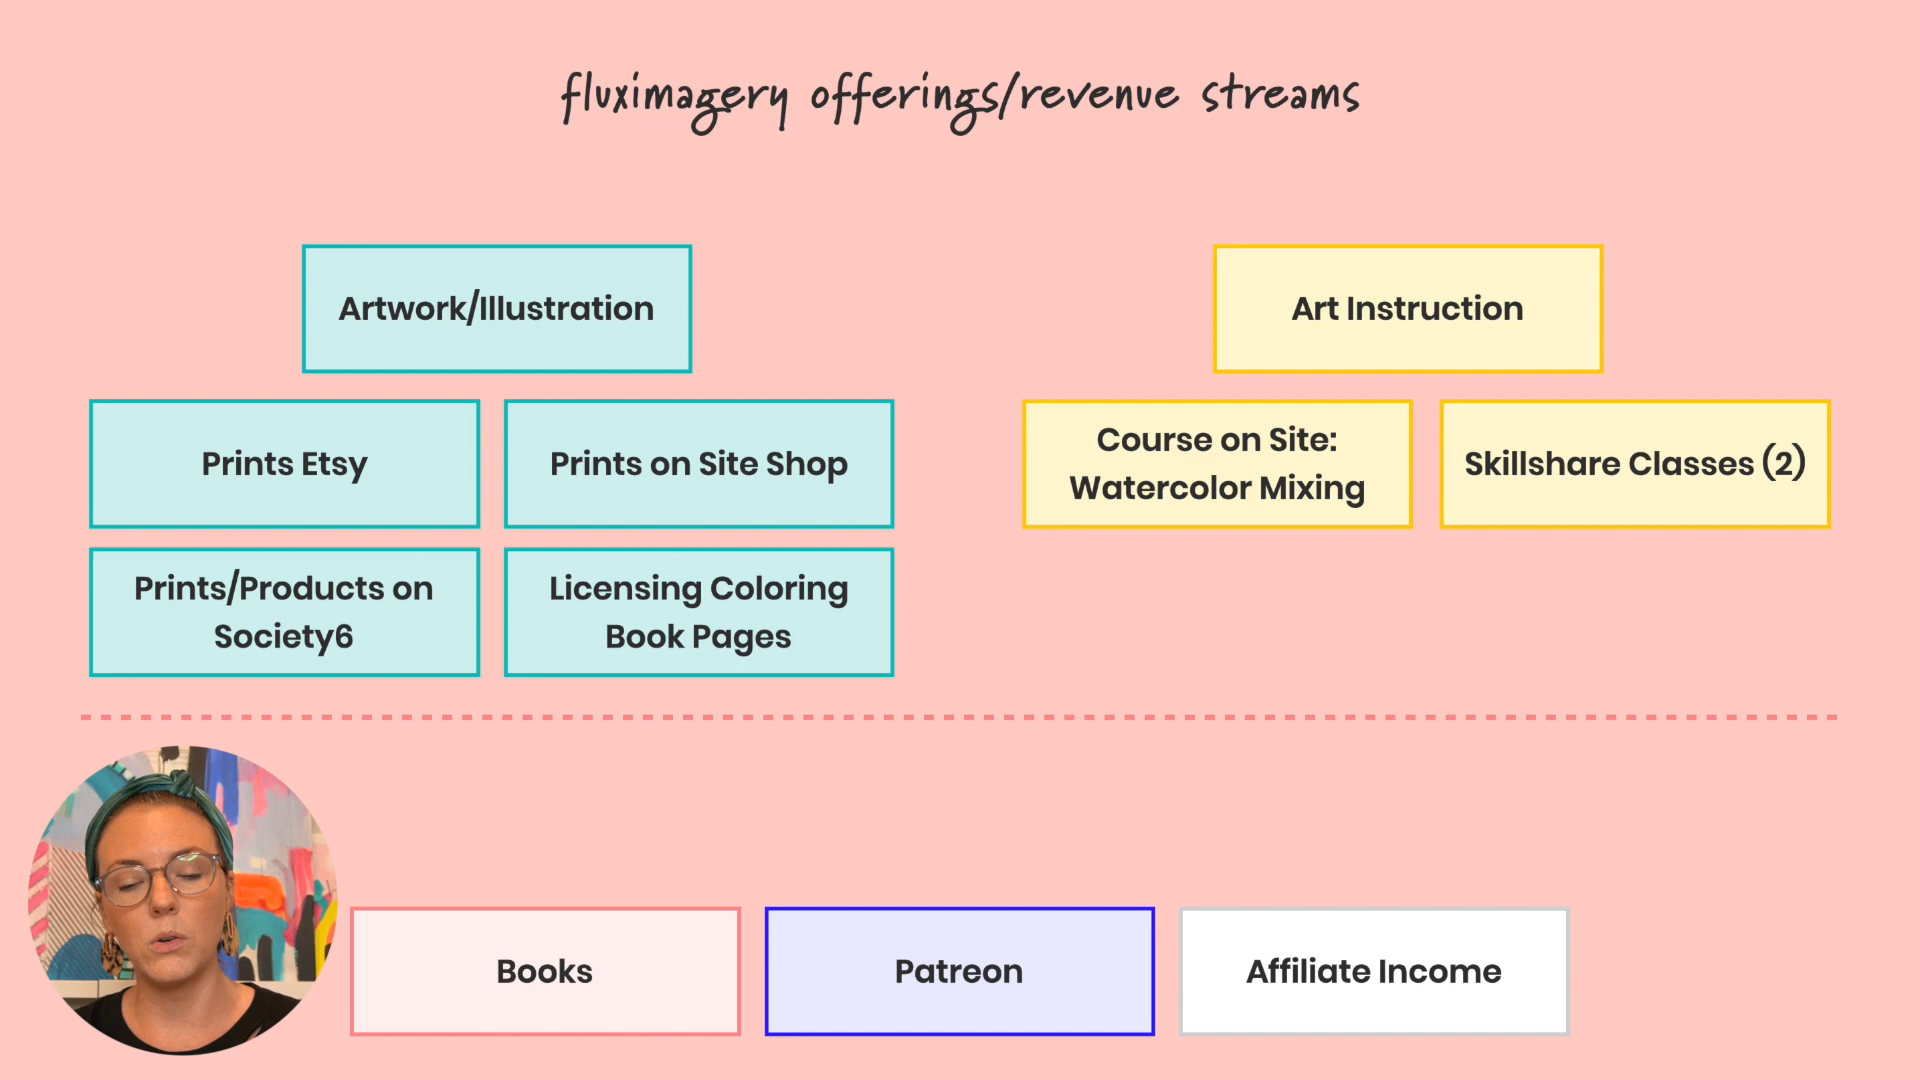 fluximagery offerings/revenue streams
Artwork/Illustration
Art Instruction
Prints Etsy
Prints on Site Shop
Course on Site:
Watercolor Mixing
Skillshare Classes (2)
Prints/Products on
Society6
Licensing Coloring
Book Pages
Books
Patreon
Affiliate Income